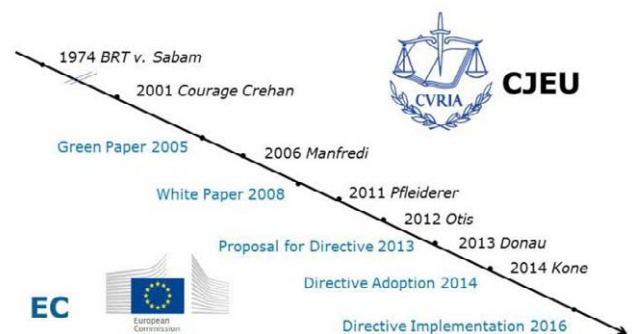 1974 BRT v. Sabam
2001 Courage Crehan
CVRIA
CJEU
Green Paper 2005
2006 Manfredi
White Paper 2008
2011 Pfleiderer
2012 Otis
Proposal for Directive 2013
2013 Donau
Directive Adoption 2014
2014 Kone
EC
European
Commission
Directive Implementation 2016